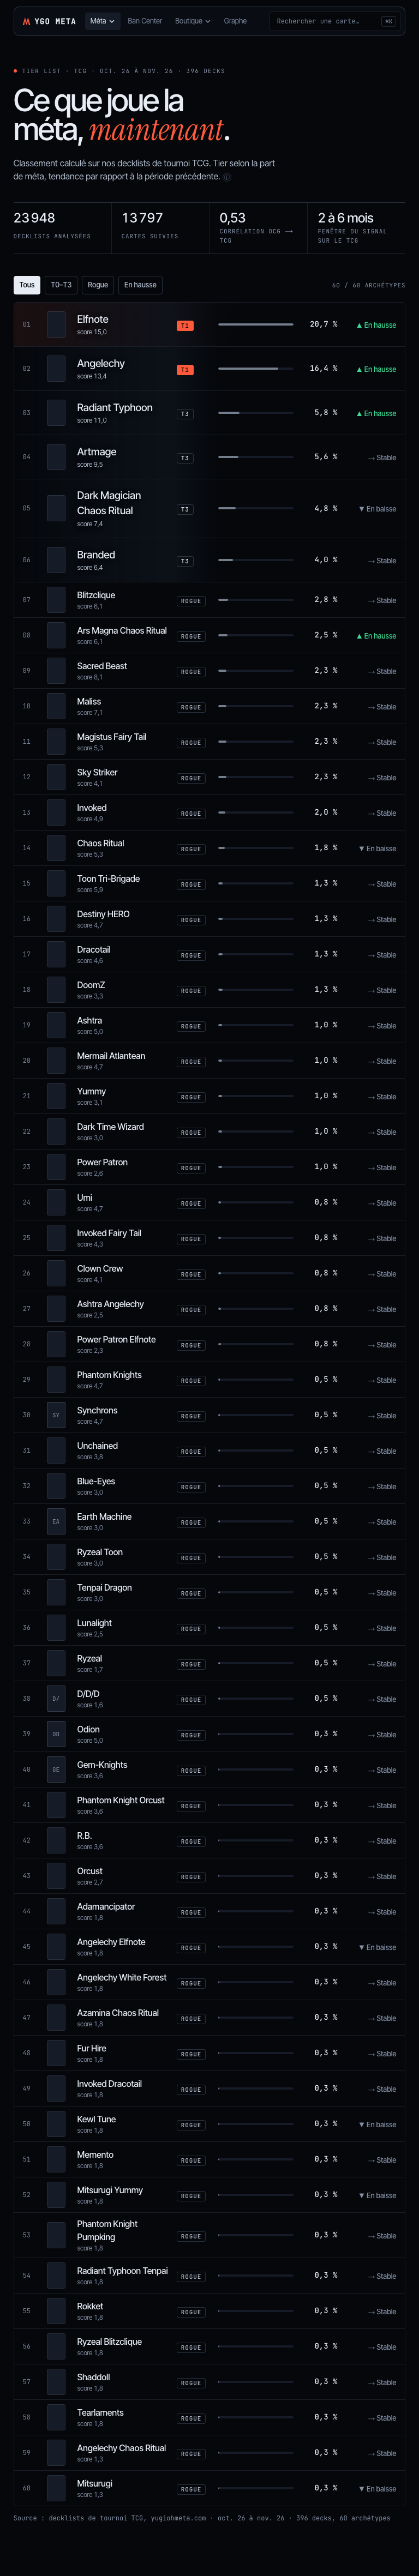 YGO META
Méta
Ban Center
Boutique
Graphe
Rechercher une carte…
⌘K
TIER LIST · TCG · OCT. 26 À NOV. 26 · 396 DECKS
Ce que joue la
méta, maintenant.
Classement calculé sur nos decklists de tournoi TCG. Tier selon la part
de méta, tendance par rapport à la période précédente.
23 948
DECKLISTS ANALYSÉES
13 797
CARTES SUIVIES
0,53
CORRÉLATION OCG →
TCG
2 à 6 mois
FENÊTRE DU SIGNAL
SUR LE TCG
Tous
T0–T3
Rogue
En hausse
60 / 60 ARCHÉTYPES
01 Elfnote T1 20,7 % ▲ En hausse
score 15,0
02 Angelechy T1 16,4 % ▲ En hausse
score 13,4
03 Radiant Typhoon T3 5,8 % ▲ En hausse
score 11,0
04 Artmage T3 5,6 % → Stable
score 9,5
05 Dark Magician
Chaos Ritual T3 4,8 % ▼ En baisse
score 7,4
06 Branded T3 4,0 % → Stable
score 6,4
07 Blitzclique ROGUE 2,8 % → Stable
score 6,1
08 Ars Magna Chaos Ritual ROGUE 2,5 % ▲ En hausse
score 6,1
09 Sacred Beast ROGUE 2,3 % → Stable
score 8,1
10 Maliss ROGUE 2,3 % → Stable
score 7,1
11 Magistus Fairy Tail ROGUE 2,3 % → Stable
score 5,3
12 Sky Striker ROGUE 2,3 % → Stable
score 4,1
13 Invoked ROGUE 2,0 % → Stable
score 4,9
14 Chaos Ritual ROGUE 1,8 % ▼ En baisse
score 5,3
15 Toon Tri-Brigade ROGUE 1,3 % → Stable
score 5,9
16 Destiny HERO ROGUE 1,3 % → Stable
score 4,7
17 Dracotail ROGUE 1,3 % → Stable
score 4,6
18 DoomZ ROGUE 1,3 % → Stable
score 3,3
19 Ashtra ROGUE 1,0 % → Stable
score 5,0
20 Mermail Atlantean ROGUE 1,0 % → Stable
score 4,7
21 Yummy ROGUE 1,0 % → Stable
score 3,1
22 Dark Time Wizard ROGUE 1,0 % → Stable
score 3,0
23 Power Patron ROGUE 1,0 % → Stable
score 2,6
24 Umi ROGUE 0,8 % → Stable
score 4,7
25 Invoked Fairy Tail ROGUE 0,8 % → Stable
score 4,3
26 Clown Crew ROGUE 0,8 % → Stable
score 4,1
27 Ashtra Angelechy ROGUE 0,8 % → Stable
score 2,5
28 Power Patron Elfnote ROGUE 0,8 % → Stable
score 2,3
29 Phantom Knights ROGUE 0,5 % → Stable
score 4,7
30 SY Synchrons ROGUE 0,5 % → Stable
score 4,7
31 Unchained ROGUE 0,5 % → Stable
score 3,8
32 Blue-Eyes ROGUE 0,5 % → Stable
score 3,0
33 EA Earth Machine ROGUE 0,5 % → Stable
score 3,0
34 Ryzeal Toon ROGUE 0,5 % → Stable
score 3,0
35 Tenpai Dragon ROGUE 0,5 % → Stable
score 3,0
36 Lunalight ROGUE 0,5 % → Stable
score 2,5
37 Ryzeal ROGUE 0,5 % → Stable
score 1,7
38 D/ D/D/D ROGUE 0,5 % → Stable
score 1,6
39 OD Odion ROGUE 0,3 % → Stable
score 5,0
40 GE Gem-Knights ROGUE 0,3 % → Stable
score 3,6
41 Phantom Knight Orcust ROGUE 0,3 % → Stable
score 3,6
42 R.B. ROGUE 0,3 % → Stable
score 3,6
43 Orcust ROGUE 0,3 % → Stable
score 2,7
44 Adamancipator ROGUE 0,3 % → Stable
score 1,8
45 Angelechy Elfnote ROGUE 0,3 % ▼ En baisse
score 1,8
46 Angelechy White Forest ROGUE 0,3 % → Stable
score 1,8
47 Azamina Chaos Ritual ROGUE 0,3 % → Stable
score 1,8
48 Fur Hire ROGUE 0,3 % → Stable
score 1,8
49 Invoked Dracotail ROGUE 0,3 % → Stable
score 1,8
50 Kewl Tune ROGUE 0,3 % ▼ En baisse
score 1,8
51 Memento ROGUE 0,3 % → Stable
score 1,8
52 Mitsurugi Yummy ROGUE 0,3 % ▼ En baisse
score 1,8
53 Phantom Knight
Pumpking ROGUE 0,3 % → Stable
score 1,8
54 Radiant Typhoon Tenpai ROGUE 0,3 % → Stable
score 1,8
55 Rokket ROGUE 0,3 % → Stable
score 1,8
56 Ryzeal Blitzclique ROGUE 0,3 % → Stable
score 1,8
57 Shaddoll ROGUE 0,3 % → Stable
score 1,8
58 Tearlaments ROGUE 0,3 % → Stable
score 1,8
59 Angelechy Chaos Ritual ROGUE 0,3 % → Stable
score 1,3
60 Mitsurugi ROGUE 0,3 % ▼ En baisse
score 1,3
Source : decklists de tournoi TCG, yugiohmeta.com · oct. 26 à nov. 26 · 396 decks, 60 archétypes